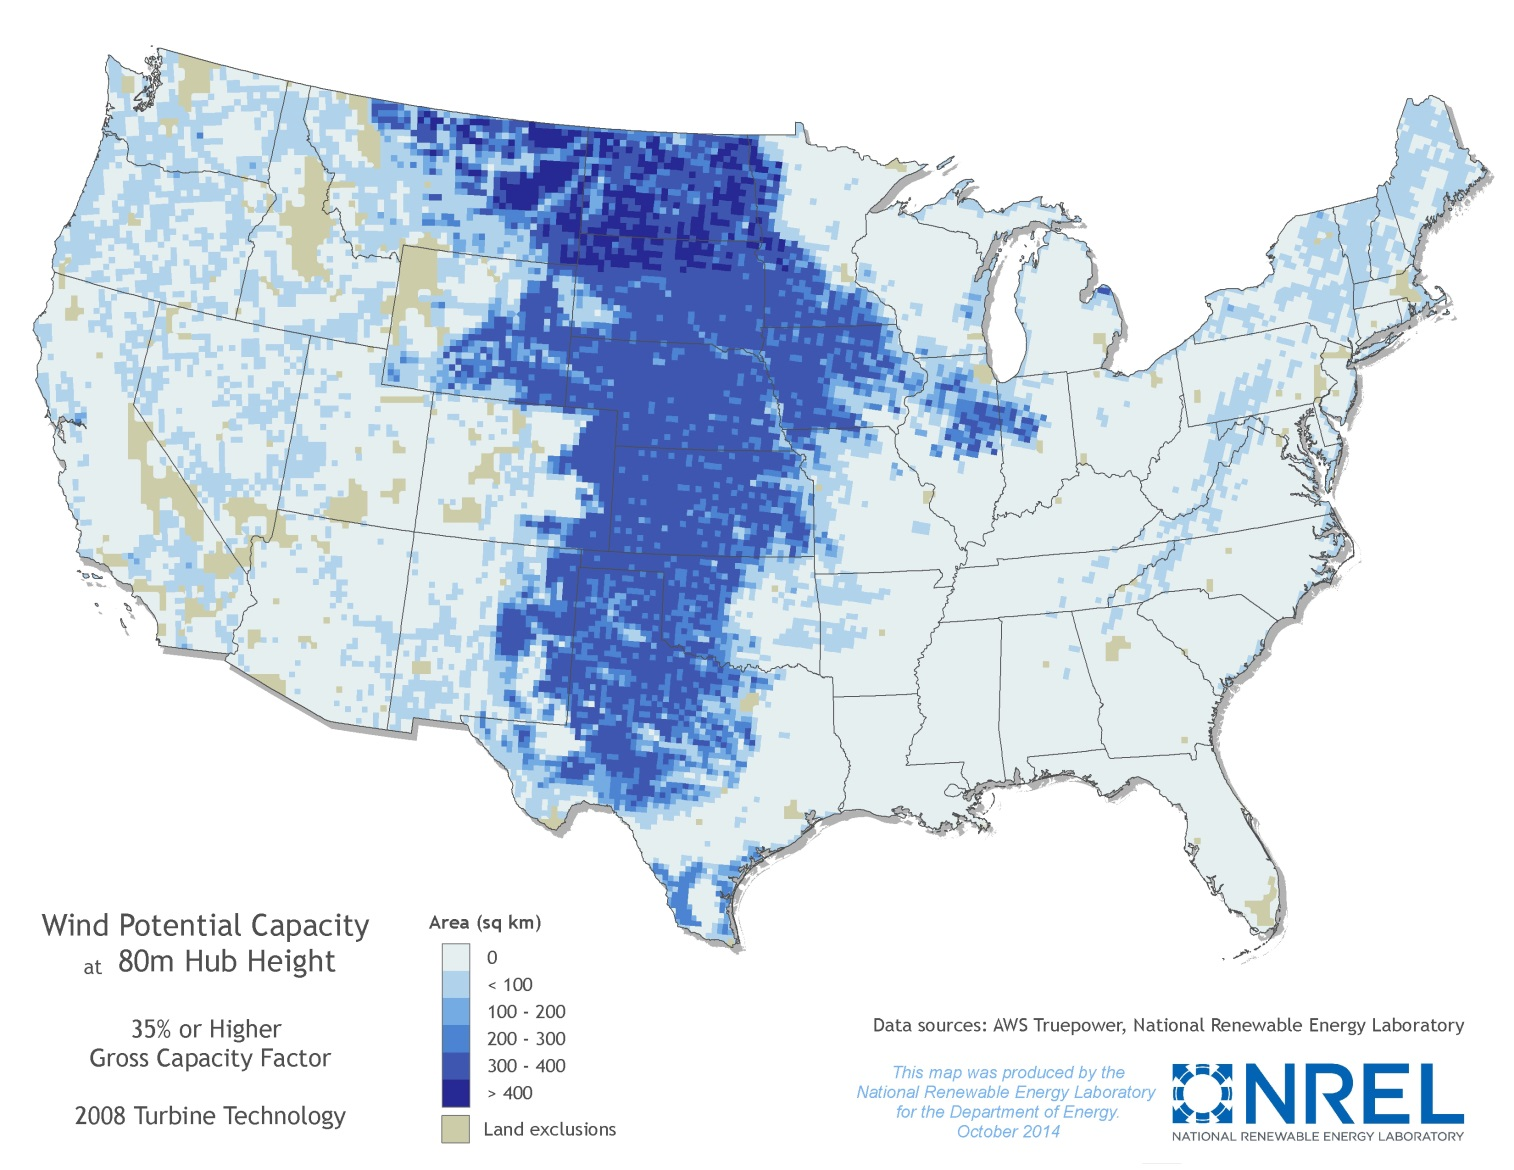 Wind Potential Capacity
at 80m Hub Height
35% or Higher
Gross Capacity Factor
2008 Turbine Technology
Area (sq km)
0
< 100
100 - 200
200 - 300
300 - 400
> 400
Land exclusions
Data sources: AWS Truepower, National Renewable Energy Laboratory
This map was produced by the
National Renewable Energy Laboratory
for the Department of Energy.
October 2014
NREL
NATIONAL RENEWABLE ENERGY LABORATORY